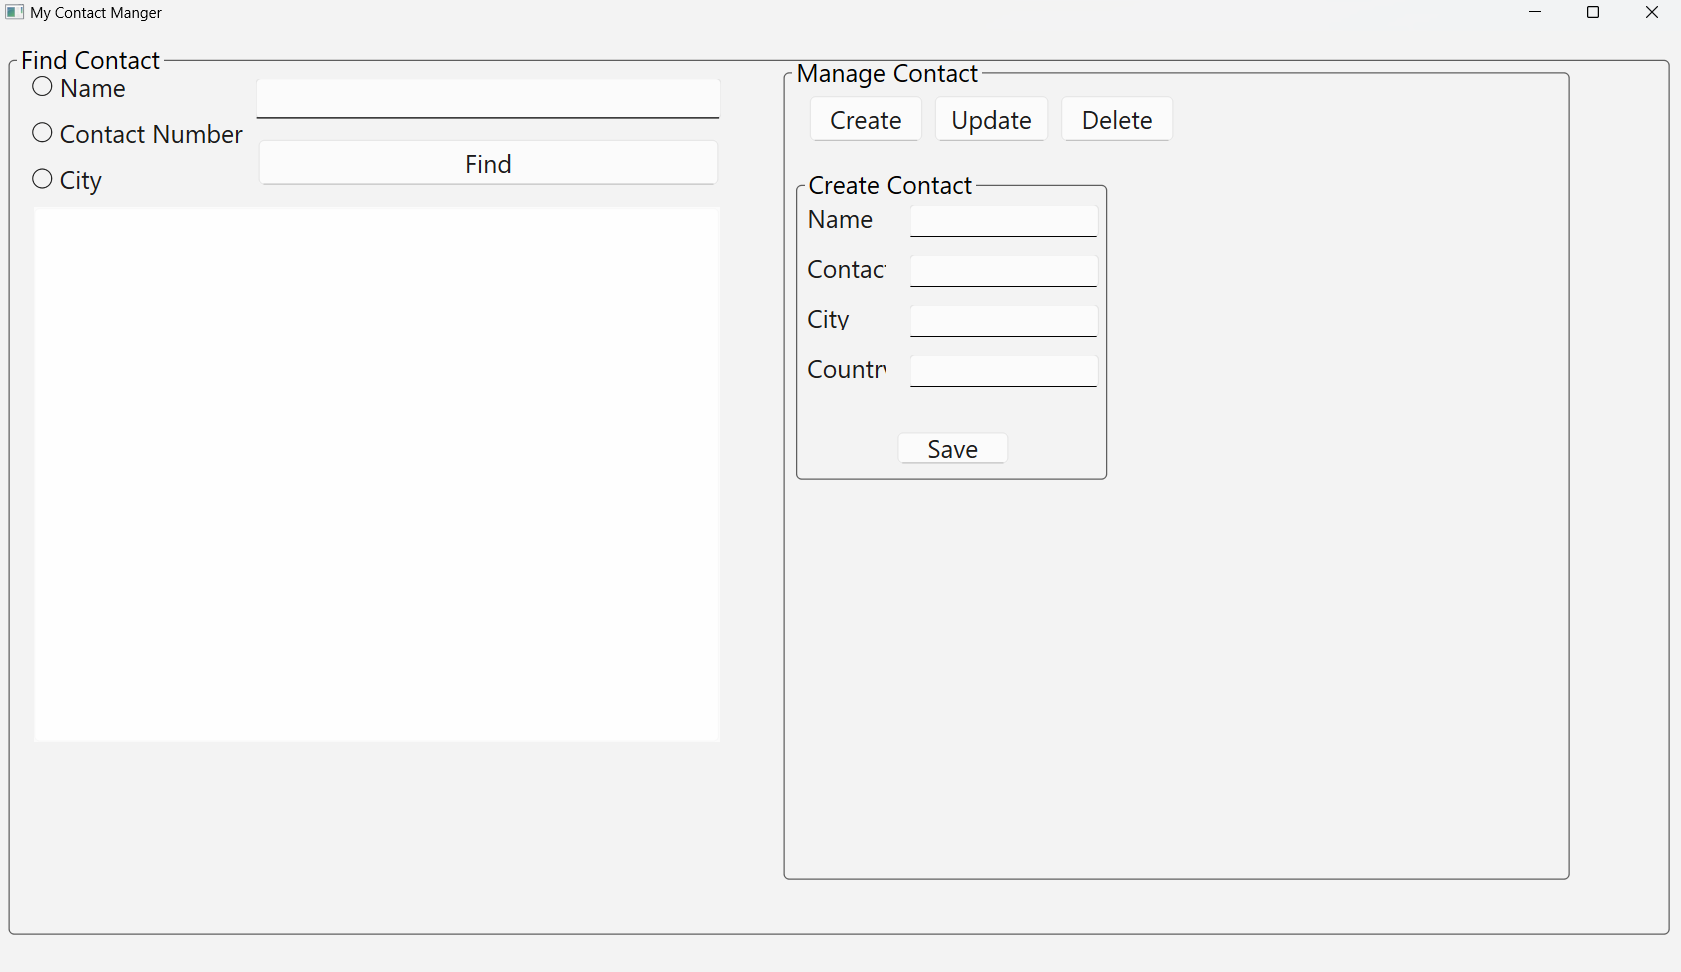 My Contact Manger
Find Contact
Name
Contact Number
City
Find
Manage Contact
Create
Update
Delete
Create Contact
Name
Contac
City
Country
Save